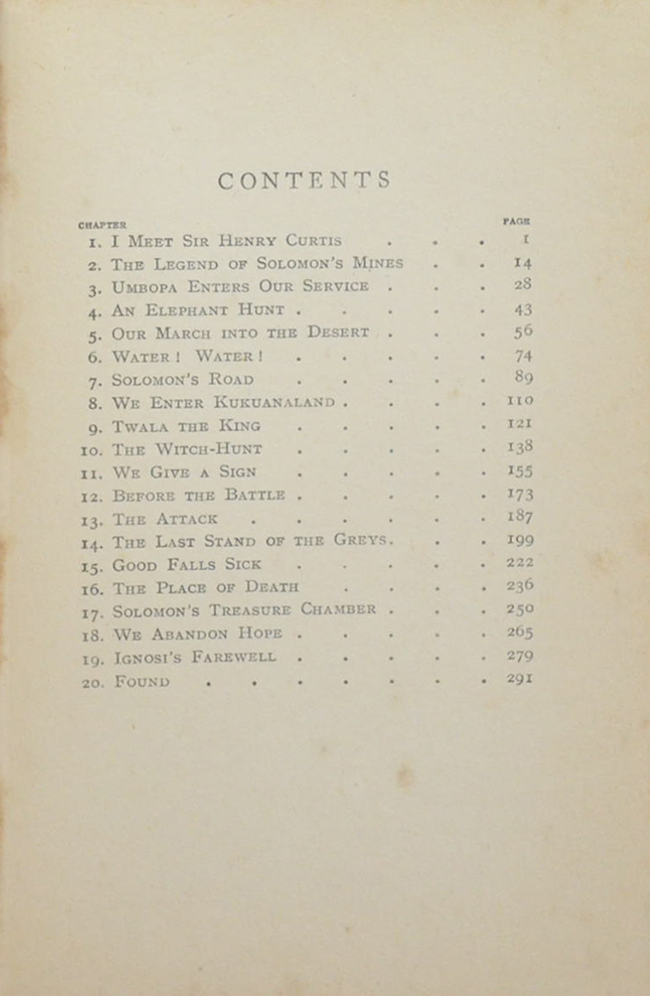 CONTENTS
CHAPTER PAGE
1. I Meet Sir Henry Curtis . . . 1
2. The Legend of Solomon's Mines . . 14
3. Umbopa Enters Our Service . . . 28
4. An Elephant Hunt . . . . . 43
5. Our March into the Desert . . . 56
6. Water! Water! . . . . . 74
7. Solomon's Road . . . . . 89
8. We Enter Kukuanaland . . . . 110
9. Twala the King . . . . . 121
10. The Witch-Hunt . . . . . 138
11. We Give a Sign . . . . . 155
12. Before the Battle . . . . . 173
13. The Attack . . . . . . 187
14. The Last Stand of the Greys . . . 199
15. Good Falls Sick . . . . . 222
16. The Place of Death . . . . 236
17. Solomon's Treasure Chamber . . . 250
18. We Abandon Hope . . . . . 265
19. Ignosi's Farewell . . . . . 279
20. Found . . . . . . . 291